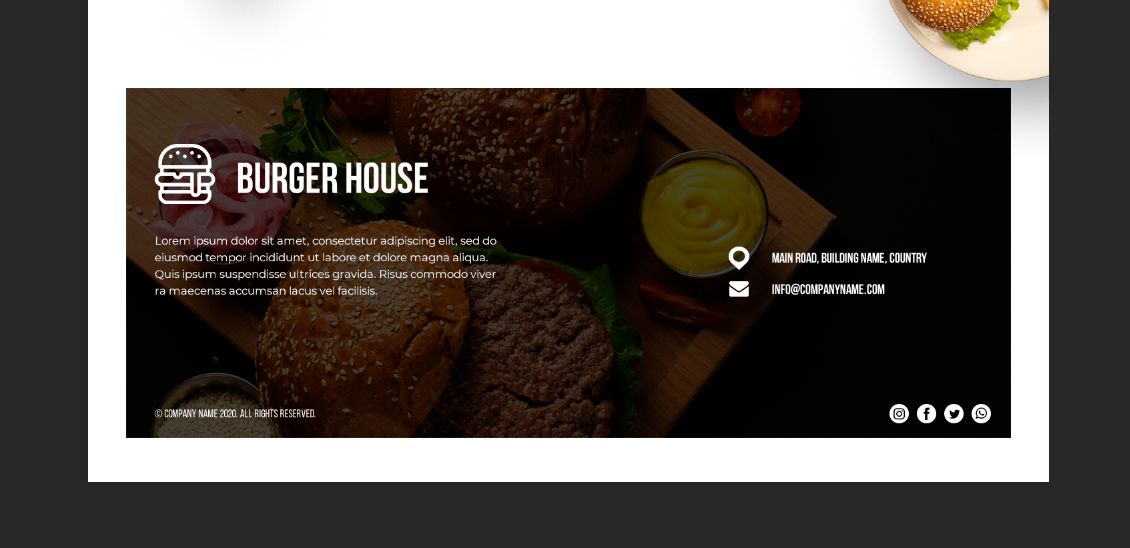 BURGER HOUSE
Lorem ipsum dolor sit amet, consectetur adipiscing elit, sed do
eiusmod tempor incididunt ut labore et dolore magna aliqua.
Quis ipsum suspendisse ultrices gravida. Risus commodo viver
ra maecenas accumsan lacus vel facilisis.
MAIN ROAD, BUILDING NAME, COUNTRY
INFO@COMPANYNAME.COM
© COMPANY NAME 2020. ALL RIGHTS RESERVED.